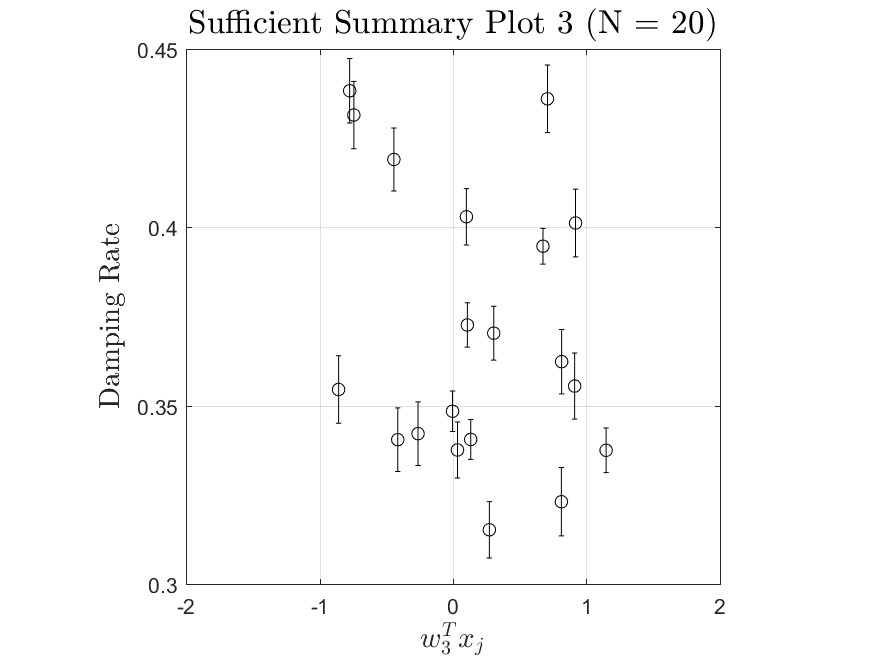 Sufficient Summary Plot 3 (N = 20)
0.45
0.4
0.35
0.3
Damping Rate
-2 -1 0 1 2
w_3^T x_j